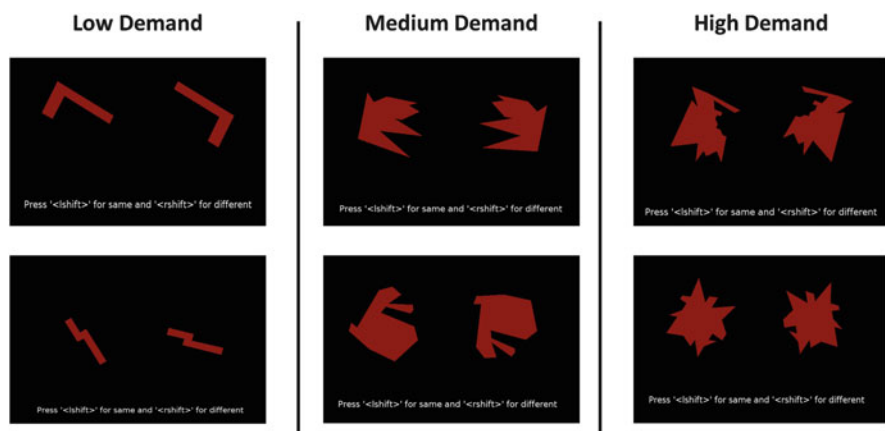 Low Demand
Medium Demand
High Demand
Press '<lshift>' for same and '<rshift>' for different
Press '<lshift>' for same and '<rshift>' for different
Press '<lshift>' for same and '<rshift>' for different
Press '<lshift>' for same and '<rshift>' for different
Press '<lshift>' for same and '<rshift>' for different
Press '<lshift>' for same and '<rshift>' for different